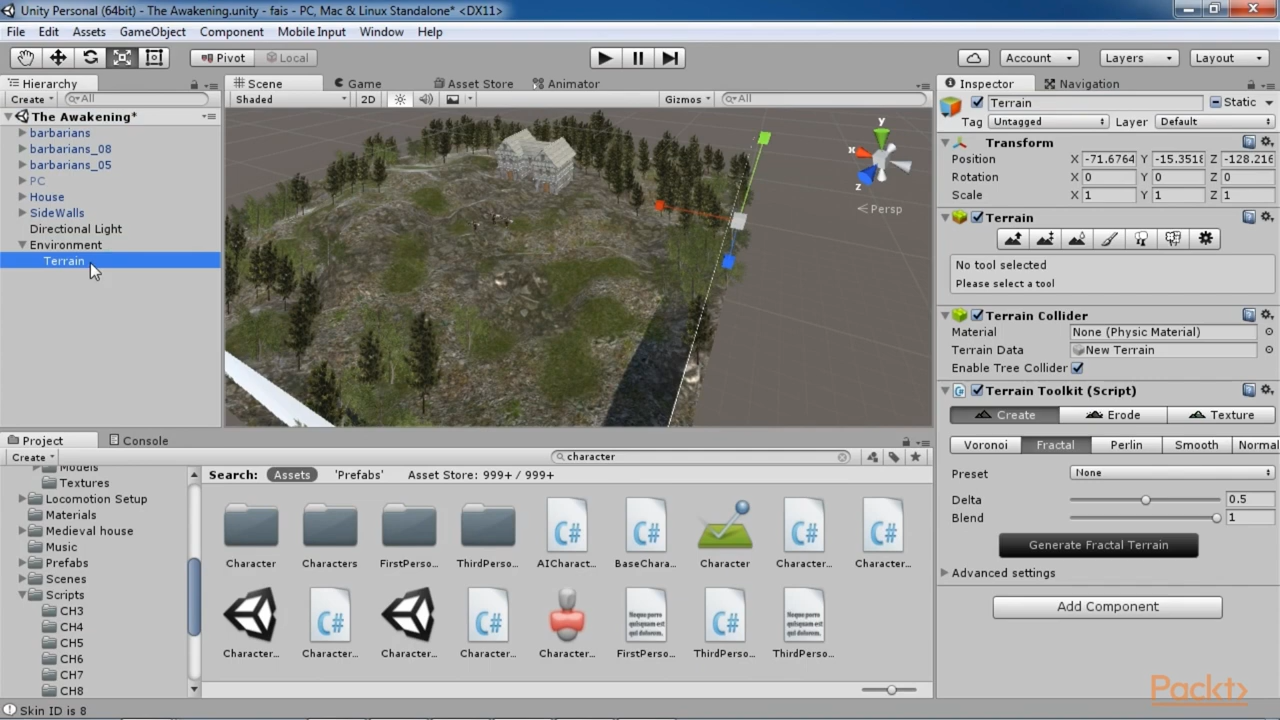 Unity Personal (64bit) - The Awakening.unity - fais - PC, Mac & Linux Standalone* <DX11>
File Edit Assets GameObject Component Mobile Input Window Help
Pivot Local Account Layers Layout
Hierarchy
Create All
The Awakening*
barbarians
barbarians_08
barbarians_05
PC
House
SideWalls
Directional Light
Environment
Terrain
Scene Game Asset Store Animator
Shaded 2D Gizmos All
y
x
z
Persp
Inspector Navigation
Terrain Static
Tag Untagged Layer Default
Transform
Position X -71.6764 Y -15.3518 Z -128.216
Rotation X 0 Y 0 Z 0
Scale X 1 Y 1 Z 1
Terrain
No tool selected
Please select a tool
Terrain Collider
Material None (Physic Material)
Terrain Data New Terrain
Enable Tree Collider
Terrain Toolkit (Script)
Create Erode Texture
Voronoi Fractal Perlin Smooth Normal
Preset None
Delta 0.5
Blend 1
Generate Fractal Terrain
Advanced settings
Add Component
Project Console
Create character
Models
Textures
Locomotion Setup
Materials
Medieval house
Music
Prefabs
Scenes
Scripts
CH3
CH4
CH5
CH6
CH7
CH8
Search: Assets 'Prefabs' Asset Store: 999+ / 999+
Character Characters FirstPerso... ThirdPerso... AICharact... BaseChara... Character Character... Character...
Character... Character... Character... Character... Character... FirstPerso... ThirdPerso... ThirdPerso...
Skin ID is 8
Packt